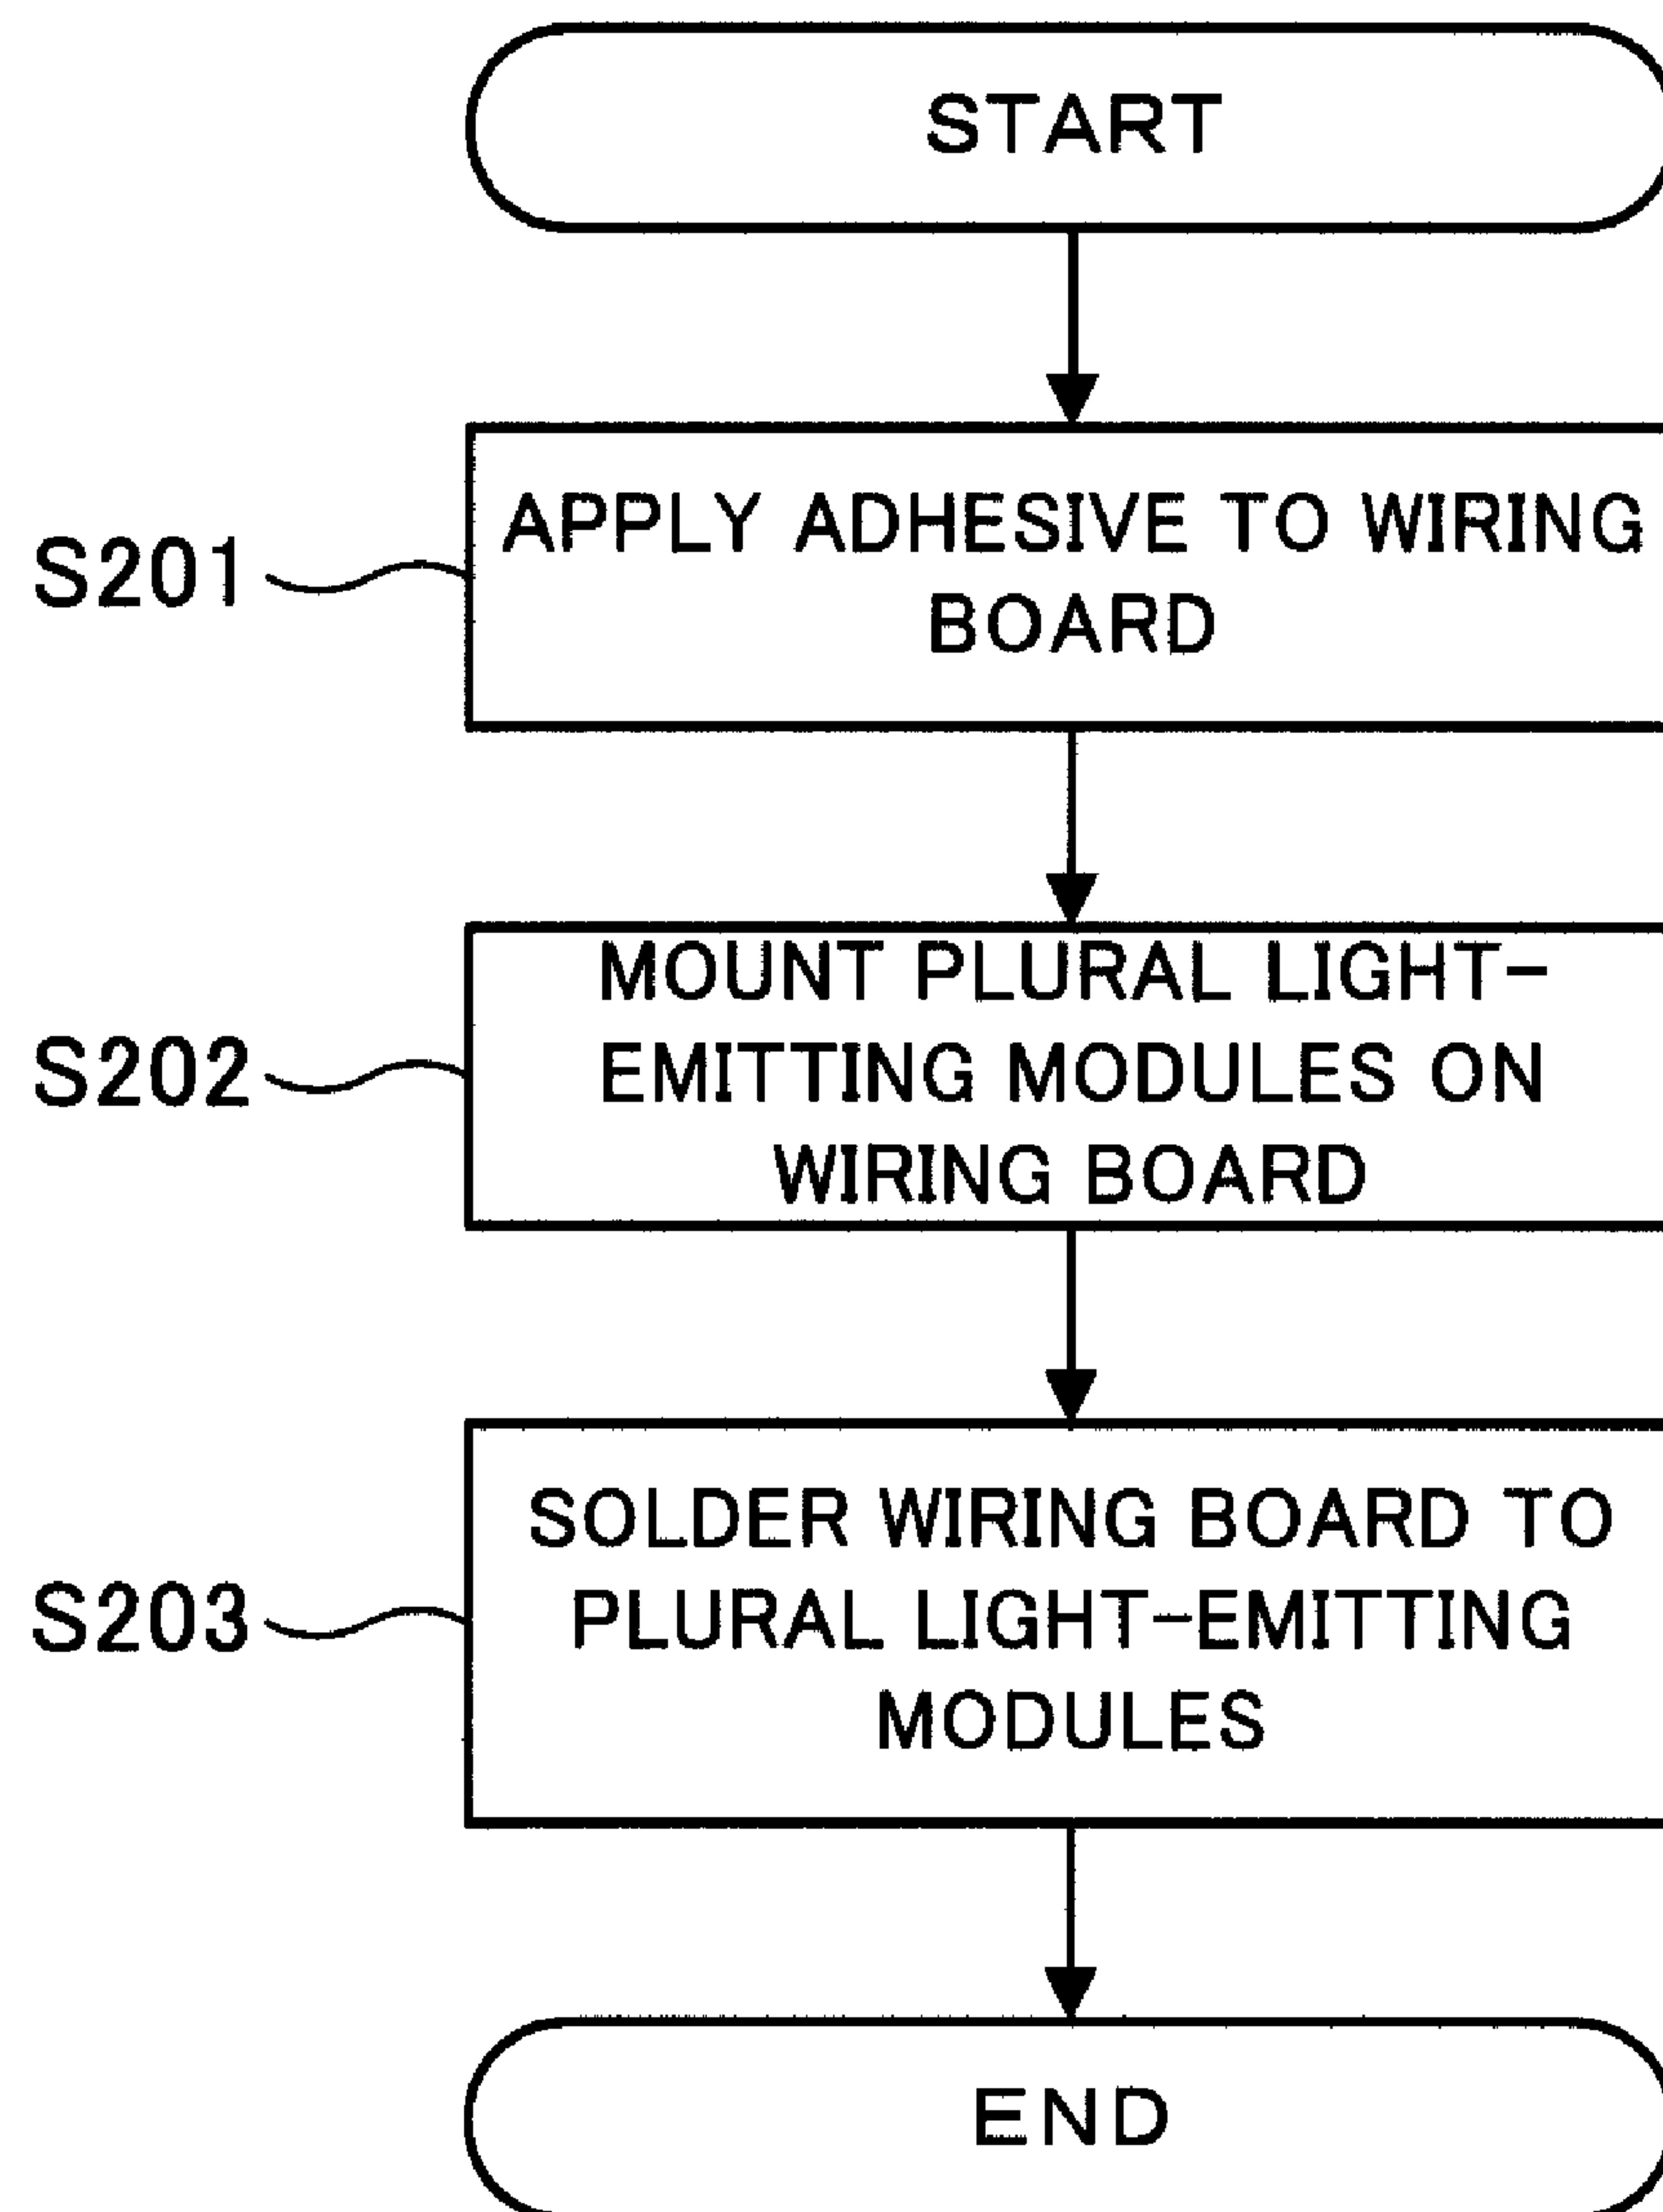 START
S201
APPLY ADHESIVE TO WIRING
BOARD
S202
MOUNT PLURAL LIGHT-
EMITTING MODULES ON
WIRING BOARD
S203
SOLDER WIRING BOARD TO
PLURAL LIGHT-EMITTING
MODULES
END